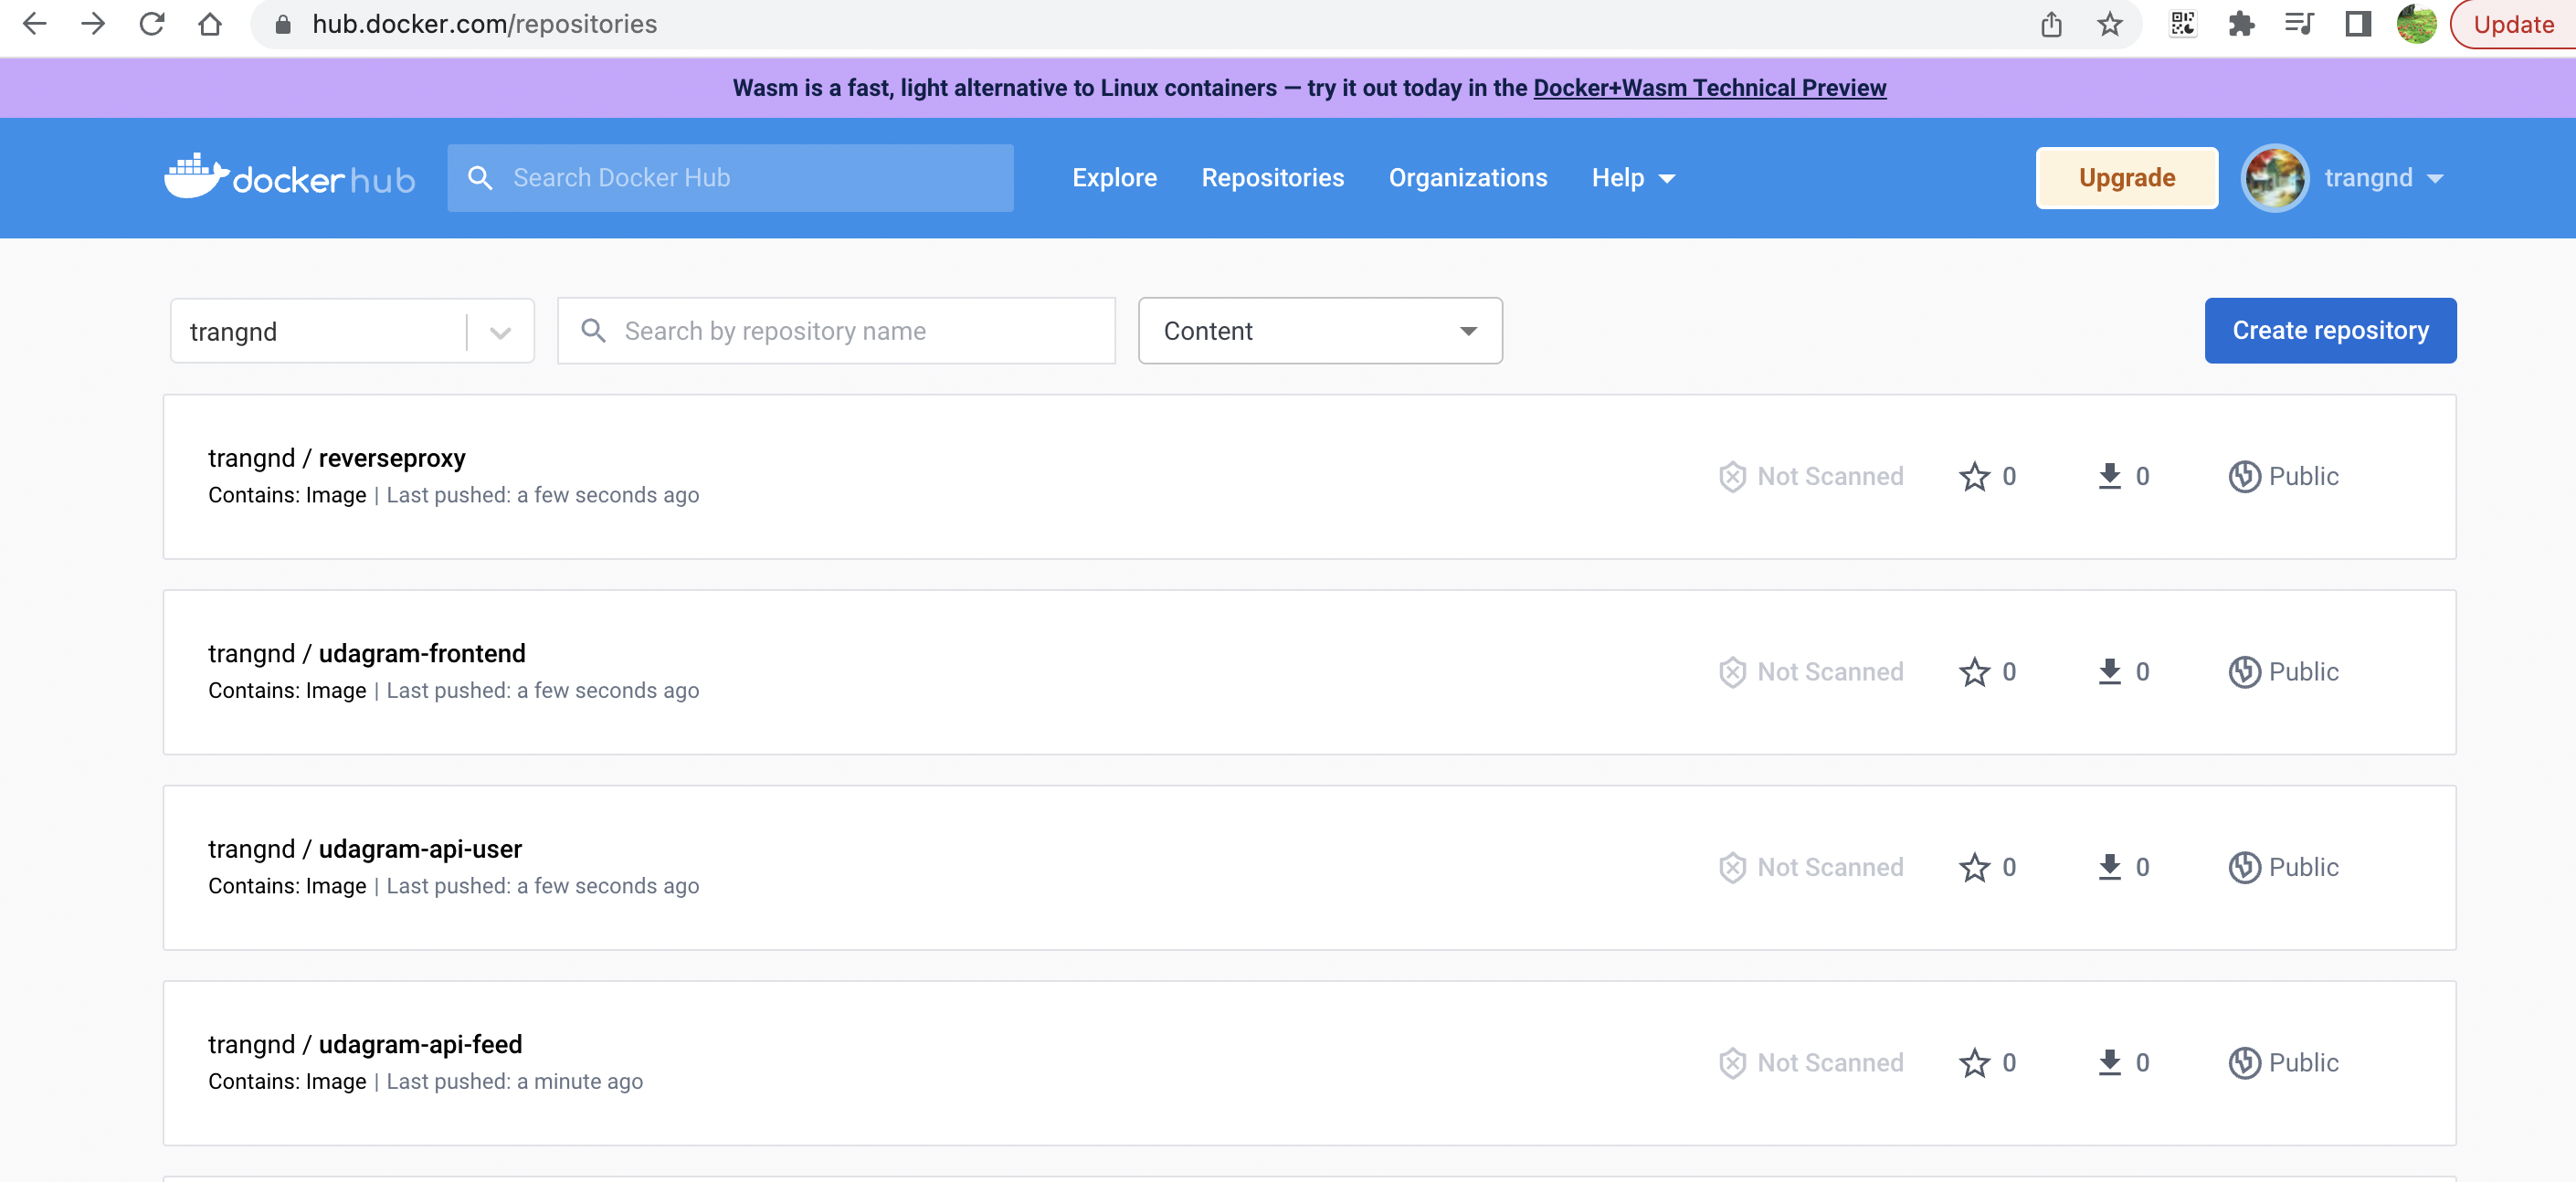 hub.docker.com/repositories
Update
Wasm is a fast, light alternative to Linux containers — try it out today in the Docker+Wasm Technical Preview
docker hub
Search Docker Hub
Explore
Repositories
Organizations
Help
Upgrade
trangnd
trangnd
Search by repository name
Content
Create repository
trangnd / reverseproxy
Contains: Image | Last pushed: a few seconds ago
Not Scanned
0
0
Public
trangnd / udagram-frontend
Contains: Image | Last pushed: a few seconds ago
Not Scanned
0
0
Public
trangnd / udagram-api-user
Contains: Image | Last pushed: a few seconds ago
Not Scanned
0
0
Public
trangnd / udagram-api-feed
Contains: Image | Last pushed: a minute ago
Not Scanned
0
0
Public